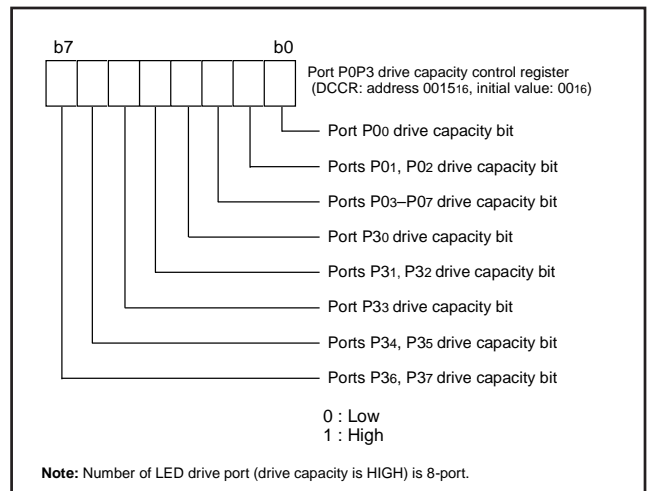 b7 b0
Port P0P3 drive capacity control register
(DCCR: address 001516, initial value: 0016)
Port P00 drive capacity bit
Ports P01, P02 drive capacity bit
Ports P03–P07 drive capacity bit
Port P30 drive capacity bit
Ports P31, P32 drive capacity bit
Port P33 drive capacity bit
Ports P34, P35 drive capacity bit
Ports P36, P37 drive capacity bit
0 : Low
1 : High
Note: Number of LED drive port (drive capacity is HIGH) is 8-port.